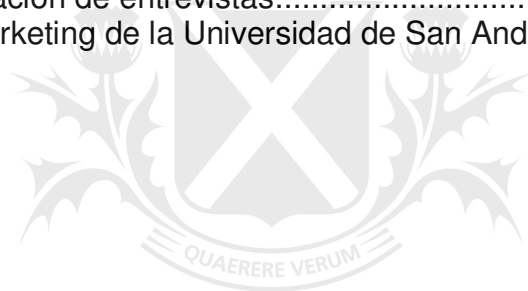 ación de entrevistas..............................
rketing de la Universidad de San And
QUAERERE VERUM